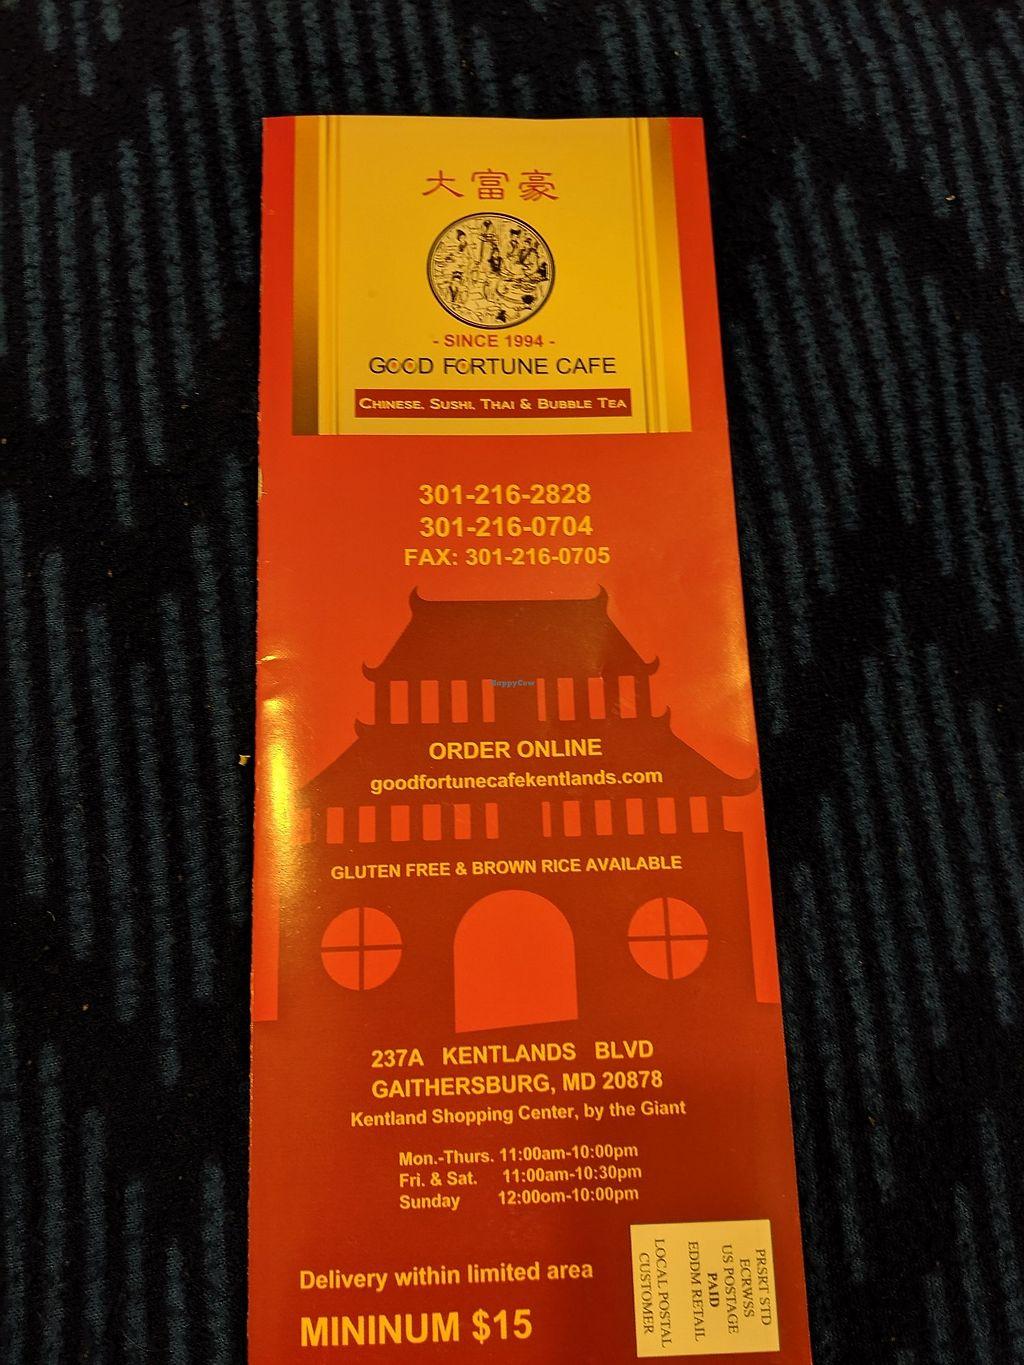 大富豪
- SINCE 1994 -
GOOD FORTUNE CAFE
CHINESE, SUSHI, THAI & BUBBLE TEA
301-216-2828
301-216-0704
FAX: 301-216-0705
HappyCow
ORDER ONLINE
goodfortunecafekentlands.com
GLUTEN FREE & BROWN RICE AVAILABLE
237A KENTLANDS BLVD
GAITHERSBURG, MD 20878
Kentland Shopping Center, by the Giant
Mon.-Thurs. 11:00am-10:00pm
Fri. & Sat. 11:00am-10:30pm
Sunday 12:00om-10:00pm
Delivery within limited area
MININUM $15
PRSRT STD
ECRWSS
US POSTAGE
PAID
EDDM RETAIL
LOCAL POSTAL
CUSTOMER